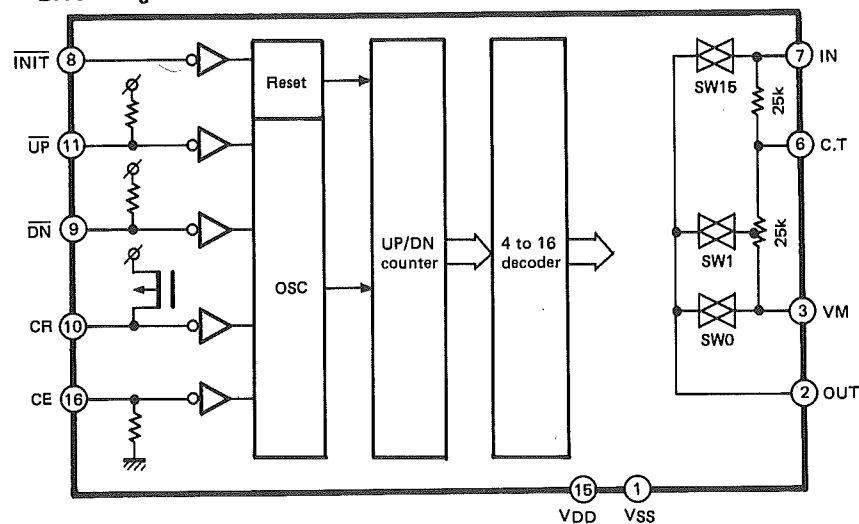 INIT
8
UP
11
DN
9
CR
10
CE
16
Reset
OSC
UP/DN
counter
4 to 16
decoder
SW15
SW1
SW0
25k
25k
7
IN
6
C.T
3
VM
2
OUT
15
VDD
1
VSS